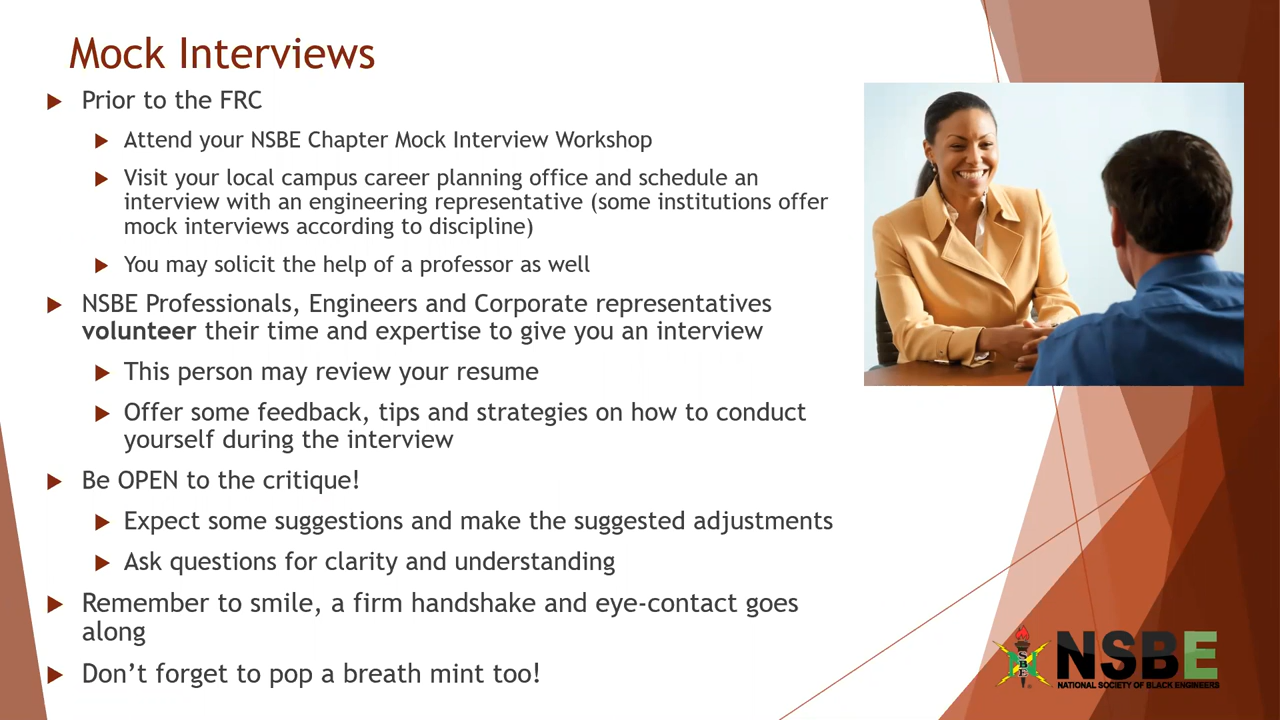 Mock Interviews
Prior to the FRC
Attend your NSBE Chapter Mock Interview Workshop
Visit your local campus career planning office and schedule an
interview with an engineering representative (some institutions offer
mock interviews according to discipline)
You may solicit the help of a professor as well
NSBE Professionals, Engineers and Corporate representatives
volunteer their time and expertise to give you an interview
This person may review your resume
Offer some feedback, tips and strategies on how to conduct
yourself during the interview
Be OPEN to the critique!
Expect some suggestions and make the suggested adjustments
Ask questions for clarity and understanding
Remember to smile, a firm handshake and eye-contact goes
along
Don’t forget to pop a breath mint too!
NSBE
NATIONAL SOCIETY OF BLACK ENGINEERS